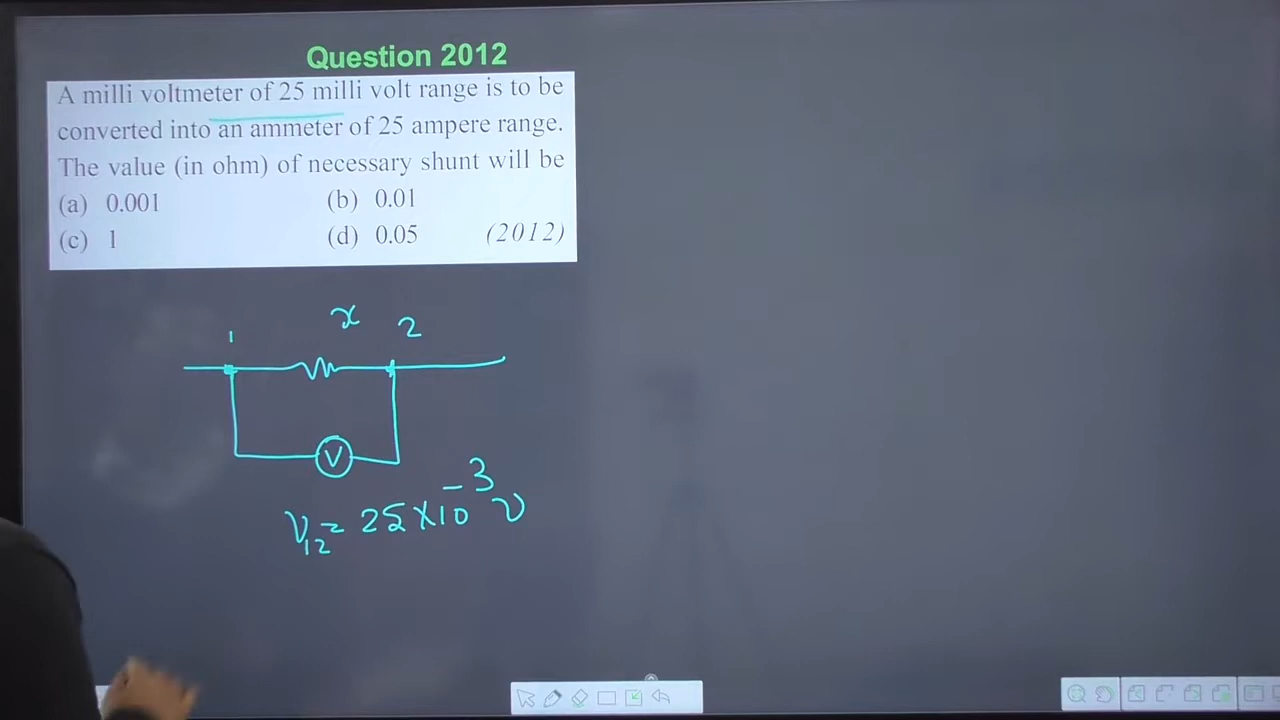 Question 2012
A milli voltmeter of 25 milli volt range is to be
converted into an ammeter of 25 ampere range.
The value (in ohm) of necessary shunt will be
(a) 0.001 (b) 0.01
(c) 1 (d) 0.05 (2012)
x
1 2
V
V₁₂ = 25 × 10⁻³ V